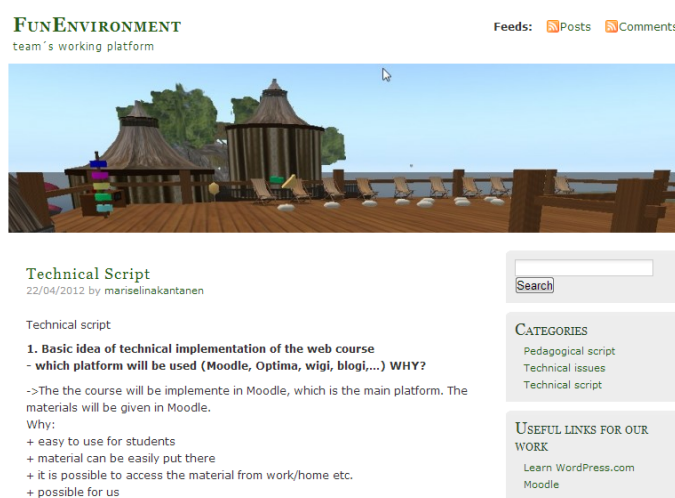 FunEnvironment
team´s working platform
Feeds: Posts Comments
Technical Script
22/04/2012 by mariselinakantanen
Technical script
1. Basic idea of technical implementation of the web course
- which platform will be used (Moodle, Optima, wigi, blogi,...) WHY?
->The the course will be implemente in Moodle, which is the main platform. The
materials will be given in Moodle.
Why:
+ easy to use for students
+ material can be easily put there
+ it is possible to access the material from work/home etc.
+ possible for us
Search
Categories
Pedagogical script
Technical issues
Technical script
Useful links for our
work
Learn WordPress.com
Moodle